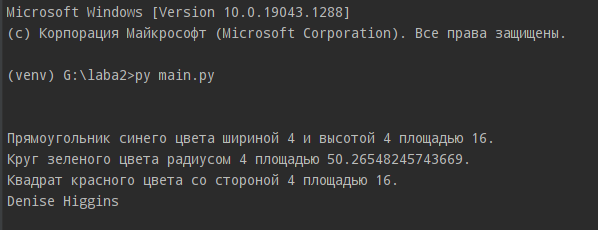 Microsoft Windows [Version 10.0.19043.1288]
(c) Корпорация Майкрософт (Microsoft Corporation). Все права защищены.
(venv) G:\laba2>py main.py
Прямоугольник синего цвета шириной 4 и высотой 4 площадью 16.
Круг зеленого цвета радиусом 4 площадью 50.26548245743669.
Квадрат красного цвета со стороной 4 площадью 16.
Denise Higgins